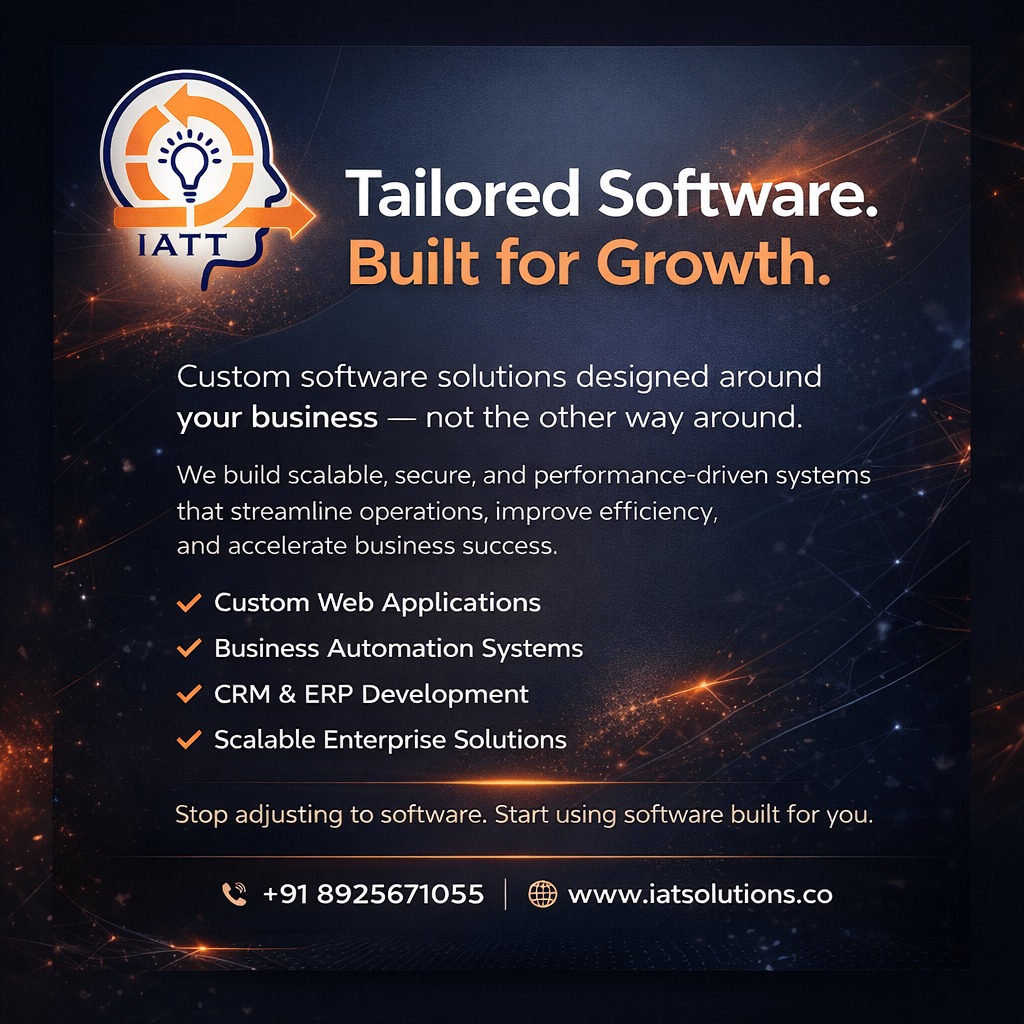 IATT
Tailored Software.
Built for Growth.
Custom software solutions designed around
your business — not the other way around.
We build scalable, secure, and performance-driven systems
that streamline operations, improve efficiency,
and accelerate business success.
Custom Web Applications
Business Automation Systems
CRM & ERP Development
Scalable Enterprise Solutions
Stop adjusting to software. Start using software built for you.
+91 8925671055 | www.iatsolutions.co